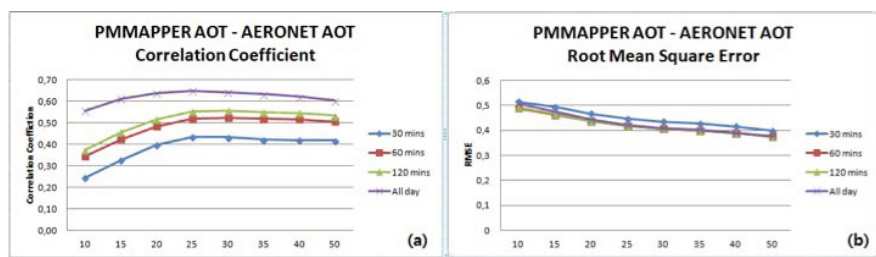 PMMAPPER AOT - AERONET AOT
Correlation Coefficient
0,70
0,60
0,50
0,40
0,30
0,20
0,10
0,00
Correlation Coeffiction
10 15 20 25 30 35 40 50
30 mins
60 mins
120 mins
All day
(a)
PMMAPPER AOT - AERONET AOT
Root Mean Square Error
0,6
0,5
0,4
0,3
0,2
0,1
0
RMSE
10 15 20 25 30 35 40 50
30 mins
60 mins
120 mins
All day
(b)